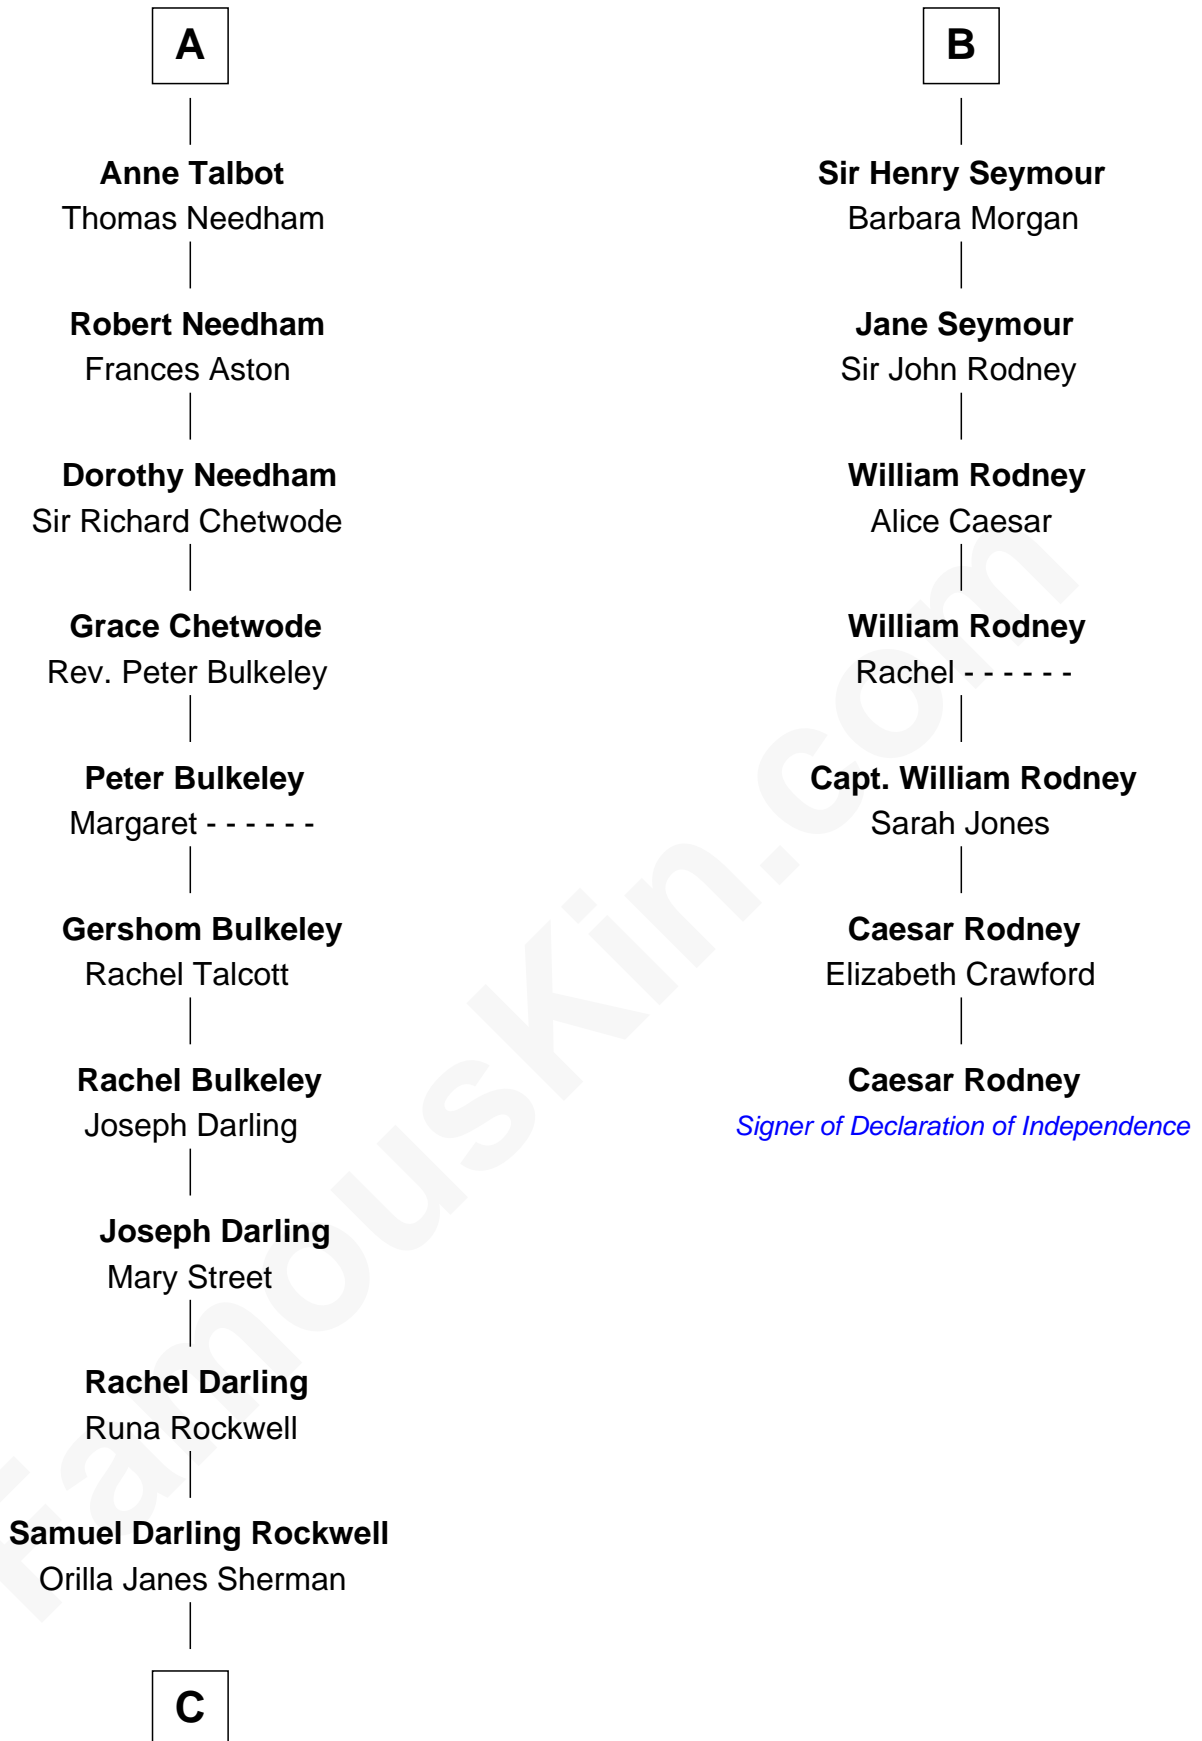 A
Anne Talbot
Thomas Needham
Robert Needham
Frances Aston
Dorothy Needham
Sir Richard Chetwode
Grace Chetwode
Rev. Peter Bulkeley
Peter Bulkeley
Margaret - - - - - -
Gershom Bulkeley
Rachel Talcott
Rachel Bulkeley
Joseph Darling
Joseph Darling
Mary Street
Rachel Darling
Runa Rockwell
Samuel Darling Rockwell
Orilla Janes Sherman
C
B
Sir Henry Seymour
Barbara Morgan
Jane Seymour
Sir John Rodney
William Rodney
Alice Caesar
William Rodney
Rachel - - - - - -
Capt. William Rodney
Sarah Jones
Caesar Rodney
Elizabeth Crawford
Caesar Rodney
Signer of Declaration of Independence
FamousKin.com